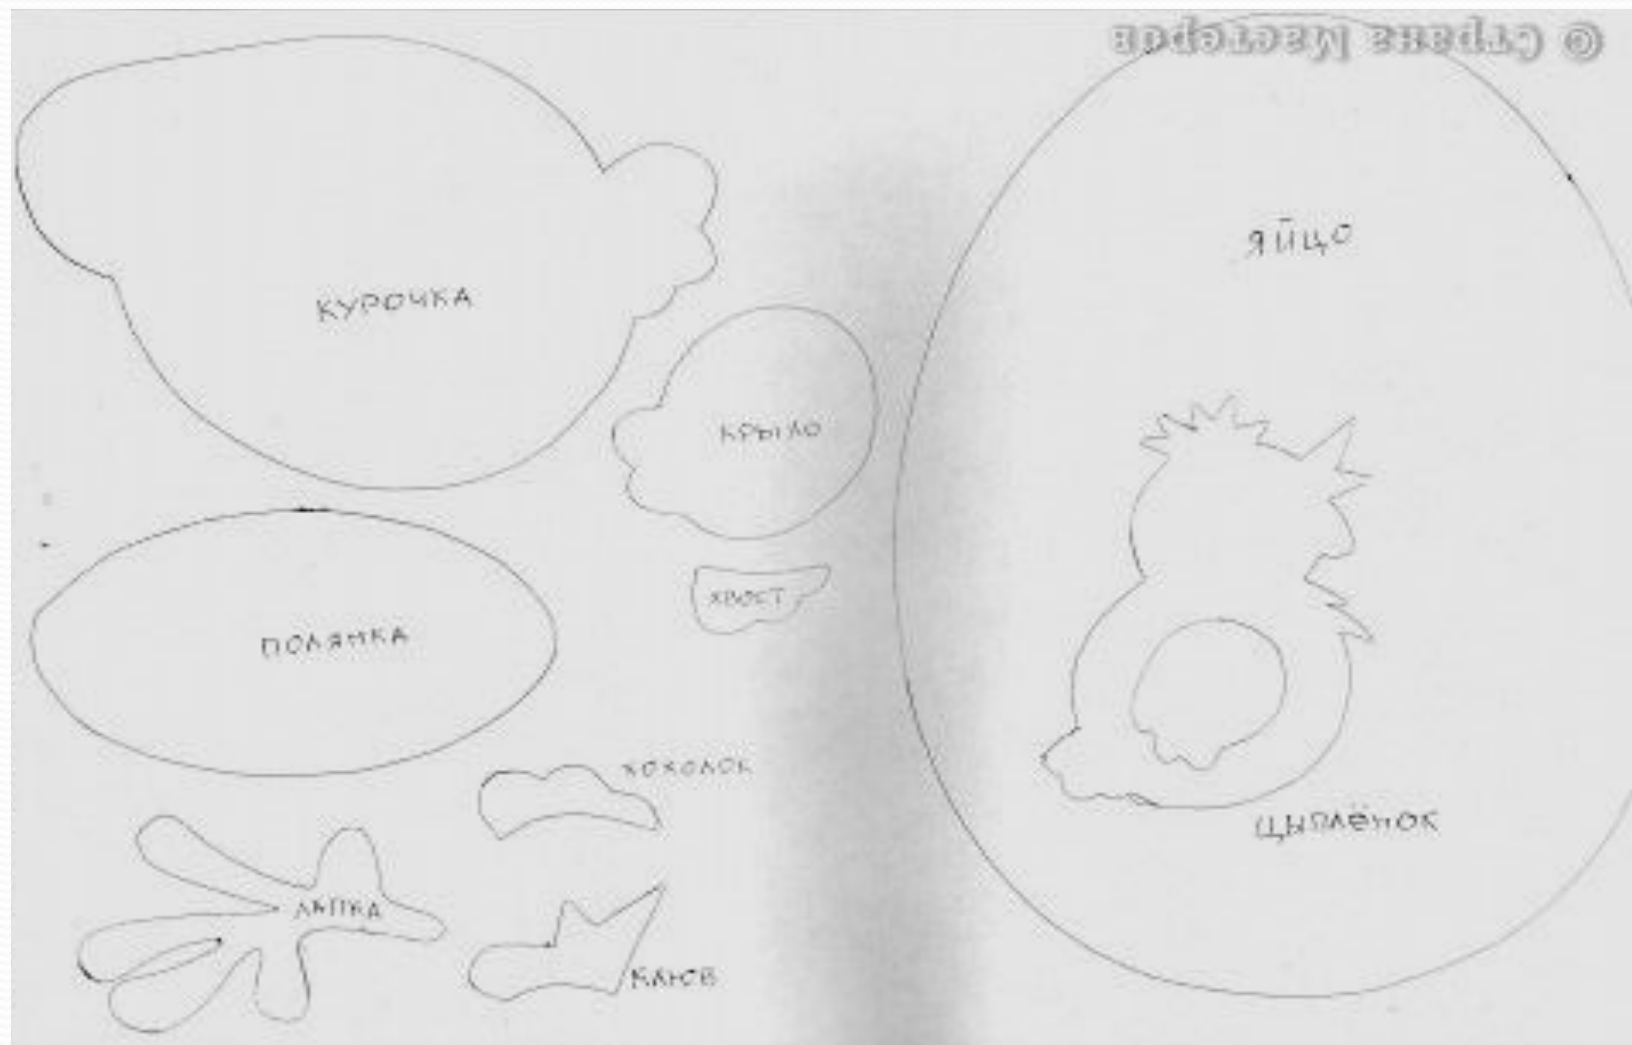 © Страна Мастеров
ЯЙЦО
КУРОЧКА
КРЫЛО
ХВОСТ
ПОЛЯНКА
ХОХОЛОК
ЦЫПЛЁНОК
ЛАПКА
КЛЮВ